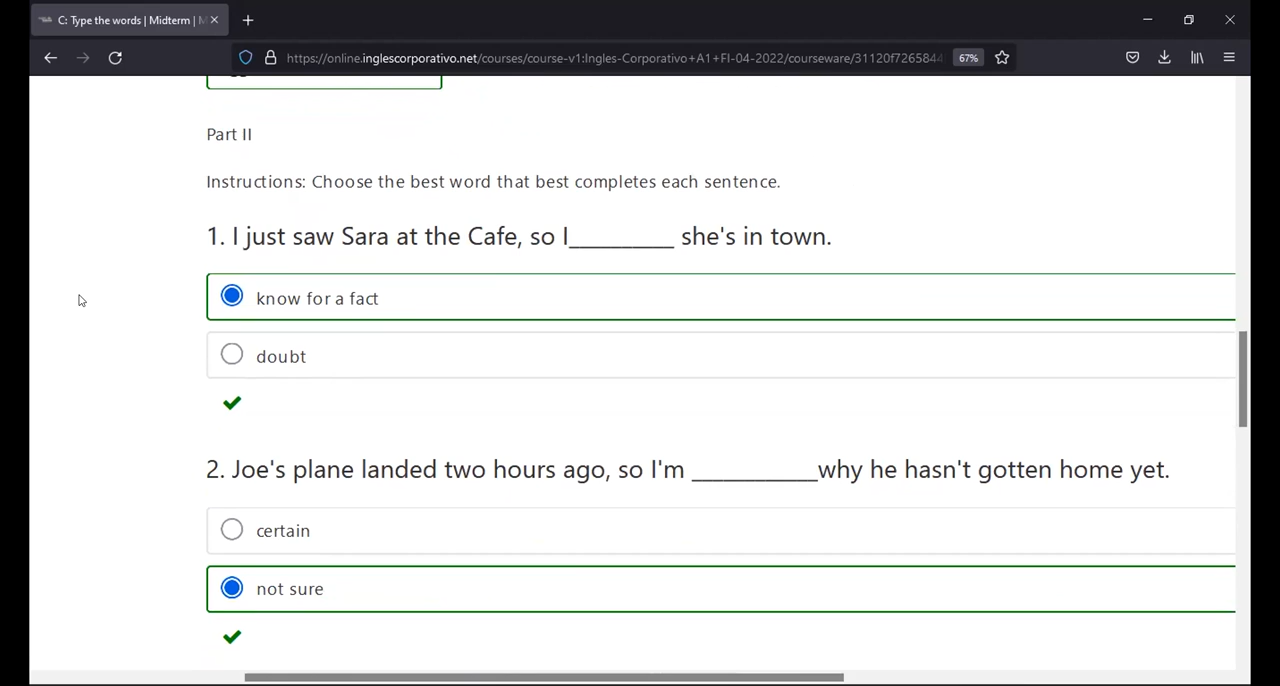 C: Type the words | Midterm | M
https://online.inglescorporativo.net/courses/course-v1:Ingles-Corporativo+A1+FI-04-2022/courseware/31120f7265844
67%
Part II
Instructions: Choose the best word that best completes each sentence.
1. I just saw Sara at the Cafe, so I_________ she's in town.
know for a fact
doubt
2. Joe's plane landed two hours ago, so I'm ___________why he hasn't gotten home yet.
certain
not sure